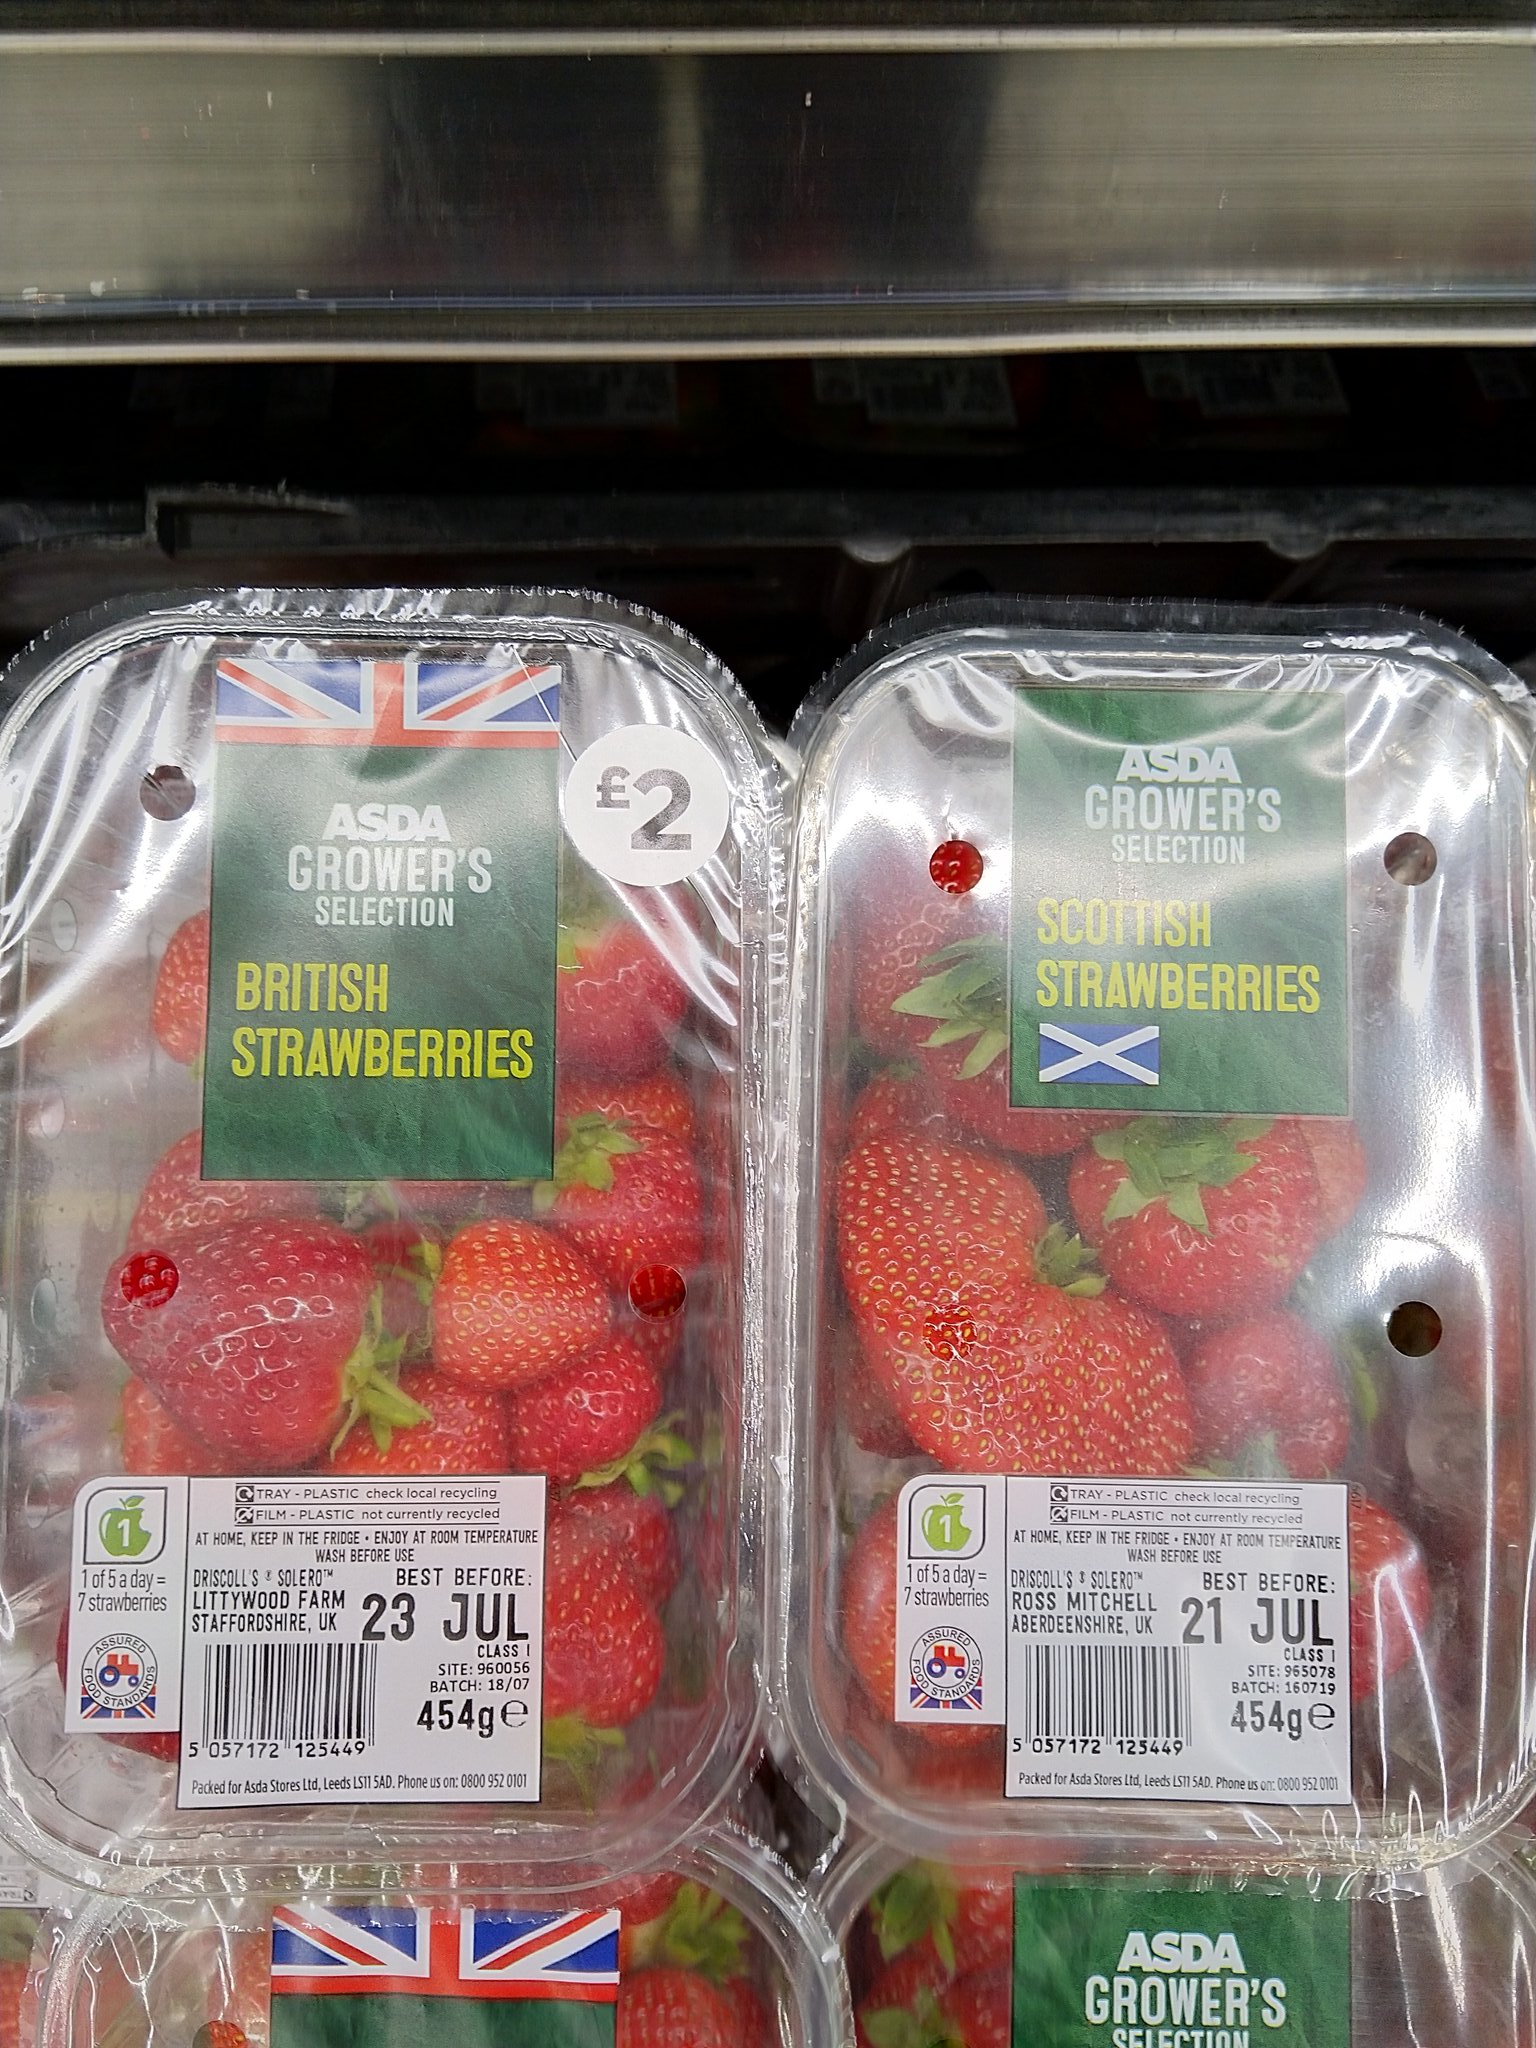 £2
ASDA
GROWER'S
SELECTION
BRITISH
STRAWBERRIES
TRAY - PLASTIC check local recycling
FILM - PLASTIC not currently recycled
AT HOME, KEEP IN THE FRIDGE • ENJOY AT ROOM TEMPERATURE
WASH BEFORE USE
1
1 of 5 a day =
7 strawberries
ASSURED
FOOD STANDARDS
DRISCOLL'S ® SOLERO™
LITTYWOOD FARM
STAFFORDSHIRE, UK
BEST BEFORE:
23 JUL
CLASS I
SITE: 960056
BATCH: 18/07
454g℮
5 057172 125449
Packed for Asda Stores Ltd, Leeds LS11 5AD. Phone us on: 0800 952 0101
ASDA
GROWER'S
SELECTION
SCOTTISH
STRAWBERRIES
TRAY - PLASTIC check local recycling
FILM - PLASTIC not currently recycled
AT HOME, KEEP IN THE FRIDGE • ENJOY AT ROOM TEMPERATURE
WASH BEFORE USE
1
1 of 5 a day =
7 strawberries
ASSURED
FOOD STANDARDS
DRISCOLL'S ® SOLERO™
ROSS MITCHELL
ABERDEENSHIRE, UK
BEST BEFORE:
21 JUL
CLASS I
SITE: 965078
BATCH: 160719
454g℮
5 057172 125449
Packed for Asda Stores Ltd, Leeds LS11 5AD. Phone us on: 0800 952 0101
ASDA
GROWER'S
SELECTION